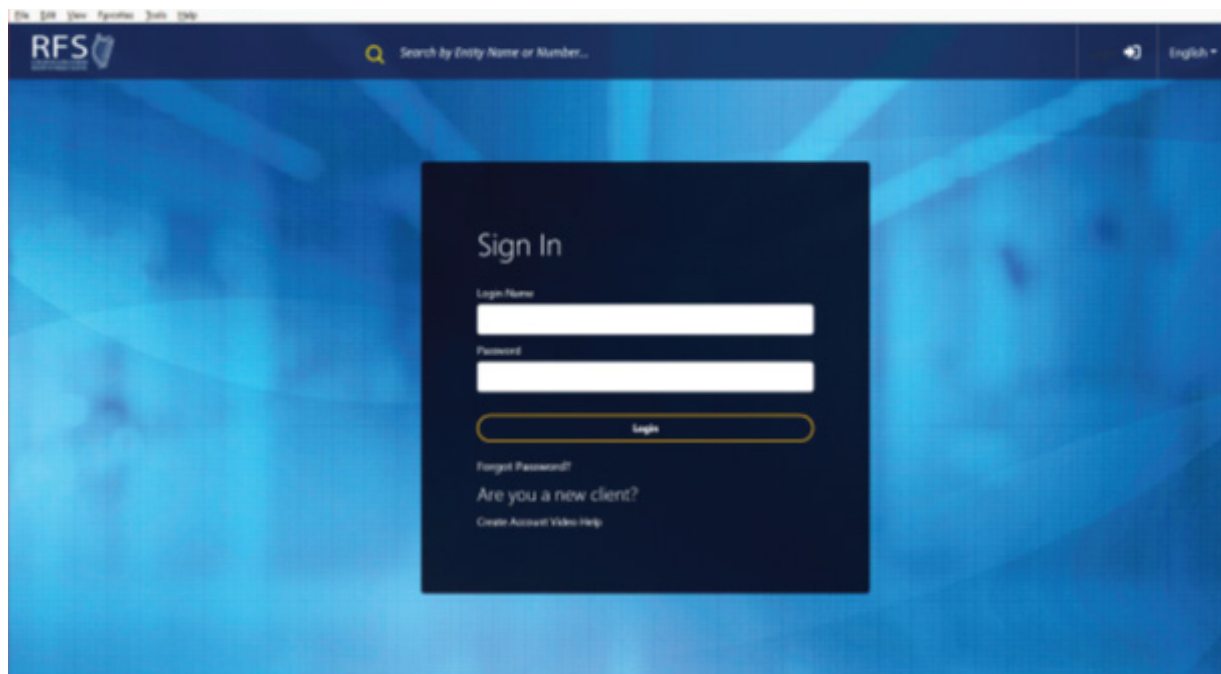 File Edit View Favorites Tools Help
RFS
Search by Entity Name or Number...
English
Sign In
Login Name
Password
Login
Forgot Password?
Are you a new client?
Create Account Video Help